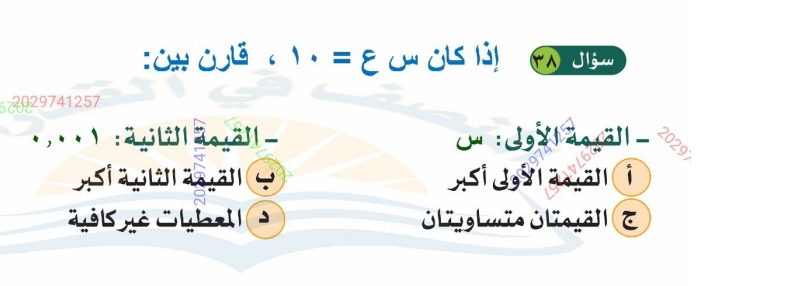 سؤال ٣٨ إذا كان س ع = ١٠ ، قارن بين:
2029741257
- القيمة الأولى: س - القيمة الثانية: ٠,٠٠١
أ القيمة الأولى أكبر ب القيمة الثانية أكبر
ج القيمتان متساويتان د المعطيات غير كافية